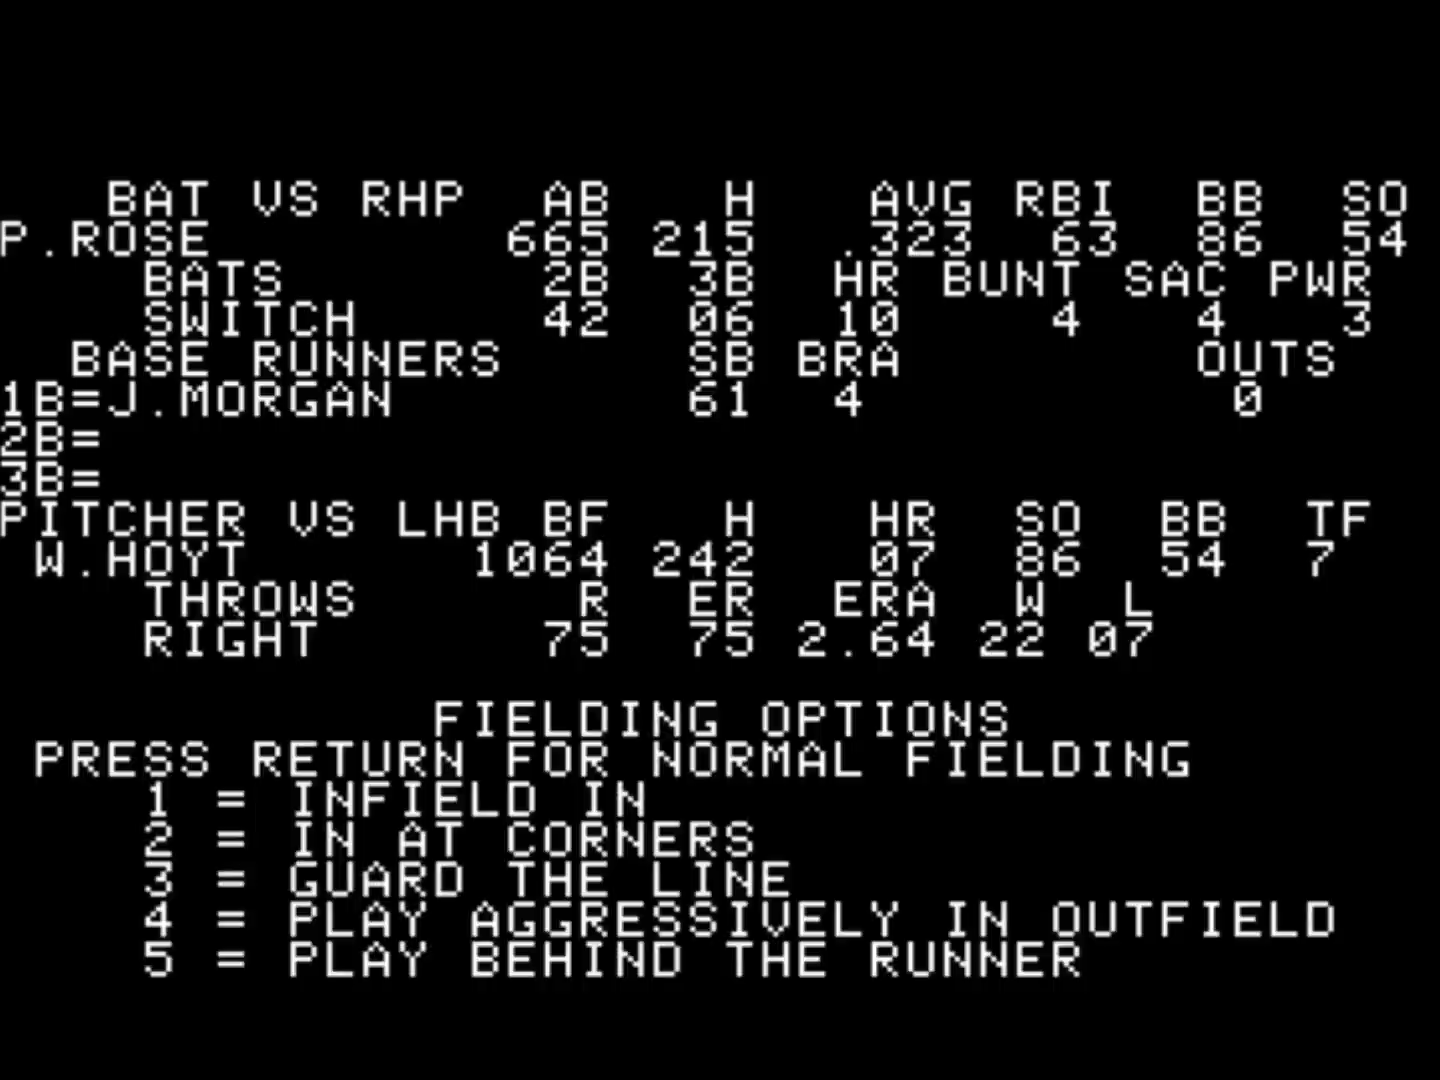 BAT VS RHP AB H AVG RBI BB SO
P.ROSE 665 215 .323 63 86 54
BATS 2B 3B HR BUNT SAC PWR
SWITCH 42 06 10 4 4 3
BASE RUNNERS SB BRA OUTS
1B=J.MORGAN 61 4 0
2B=
3B=
PITCHER VS LHB BF H HR SO BB TF
W.HOYT 1064 242 07 86 54 7
THROWS R ER ERA W L
RIGHT 75 75 2.64 22 07
FIELDING OPTIONS
PRESS RETURN FOR NORMAL FIELDING
1 = INFIELD IN
2 = IN AT CORNERS
3 = GUARD THE LINE
4 = PLAY AGGRESSIVELY IN OUTFIELD
5 = PLAY BEHIND THE RUNNER